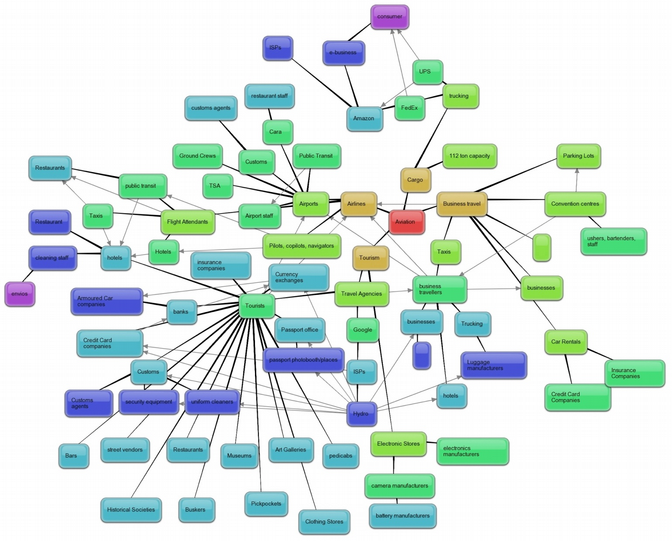 consumer
ISPs
e-business
UPS
restaurant staff
trucking
customs agents
FedEx
Amazon
Cara
Ground Crews
Customs
Public Transit
112 ton capacity
Parking Lots
Restaurants
public transit
TSA
Cargo
Airports
Airlines
Business travel
Convention centres
Taxis
Restaurant
Flight Attendants
Airport staff
Aviation
ushers, bartenders,
staff
Hotels
Pilots, copilots, navigators
Taxis
cleaning staff
hotels
insurance
companies
Tourism
Currency
exchanges
business
travellers
businesses
envios
Armoured Car
companies
banks
Tourists
Travel Agencies
businesses
Trucking
Passport office
Google
Credit Card
companies
Car Rentals
passport photobooth/places
Luggage
manufacturers
Customs
ISPs
Insurance
Companies
Customs
agents
security equipment
uniform cleaners
Hydro
hotels
Credit Card
Companies
Bars
street vendors
Restaurants
Museums
Art Galleries
pedicabs
Electronic Stores
electronics
manufacturers
camera manufacturers
Historical Societies
Buskers
Pickpockets
Clothing Stores
battery manufacturers